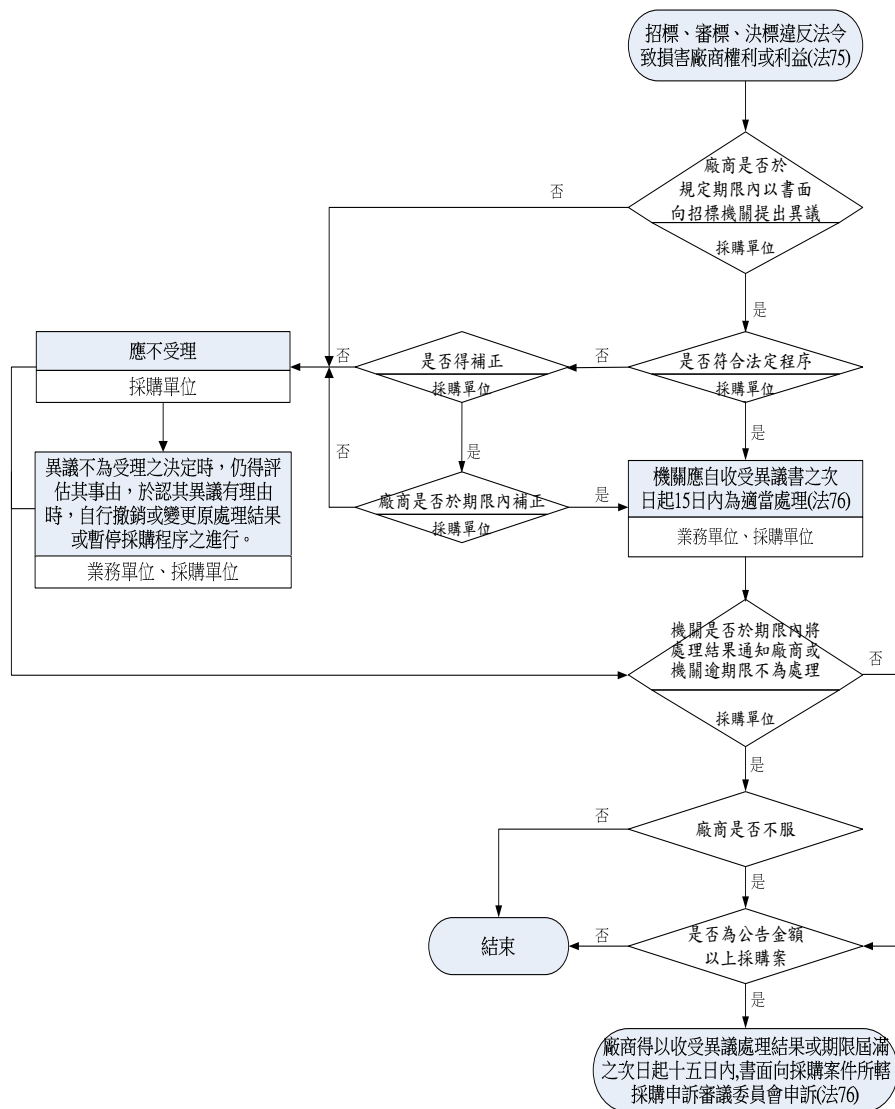 招標、審標、決標違反法令
致損害廠商權利或利益(法75)
廠商是否於
規定期限內以書面
向招標機關提出異議
採購單位
否
是
應不受理
採購單位
否
是否得補正
採購單位
否
是否符合法定程序
採購單位
是
是
異議不為受理之決定時，仍得評
估其事由，於認其異議有理由
時，自行撤銷或變更原處理結果
或暫停採購程序之進行。
業務單位、採購單位
否
廠商是否於期限內補正
採購單位
是
機關應自收受異議書之次
日起15日內為適當處理(法76)
業務單位、採購單位
機關是否於期限內將
處理結果通知廠商或
機關逾期限不為處理
採購單位
否
是
廠商是否不服
否
是
結束
否
是否為公告金額
以上採購案
是
廠商得以收受異議處理結果或期限屆滿
之次日起十五日內,書面向採購案件所轄
採購申訴審議委員會申訴(法76)